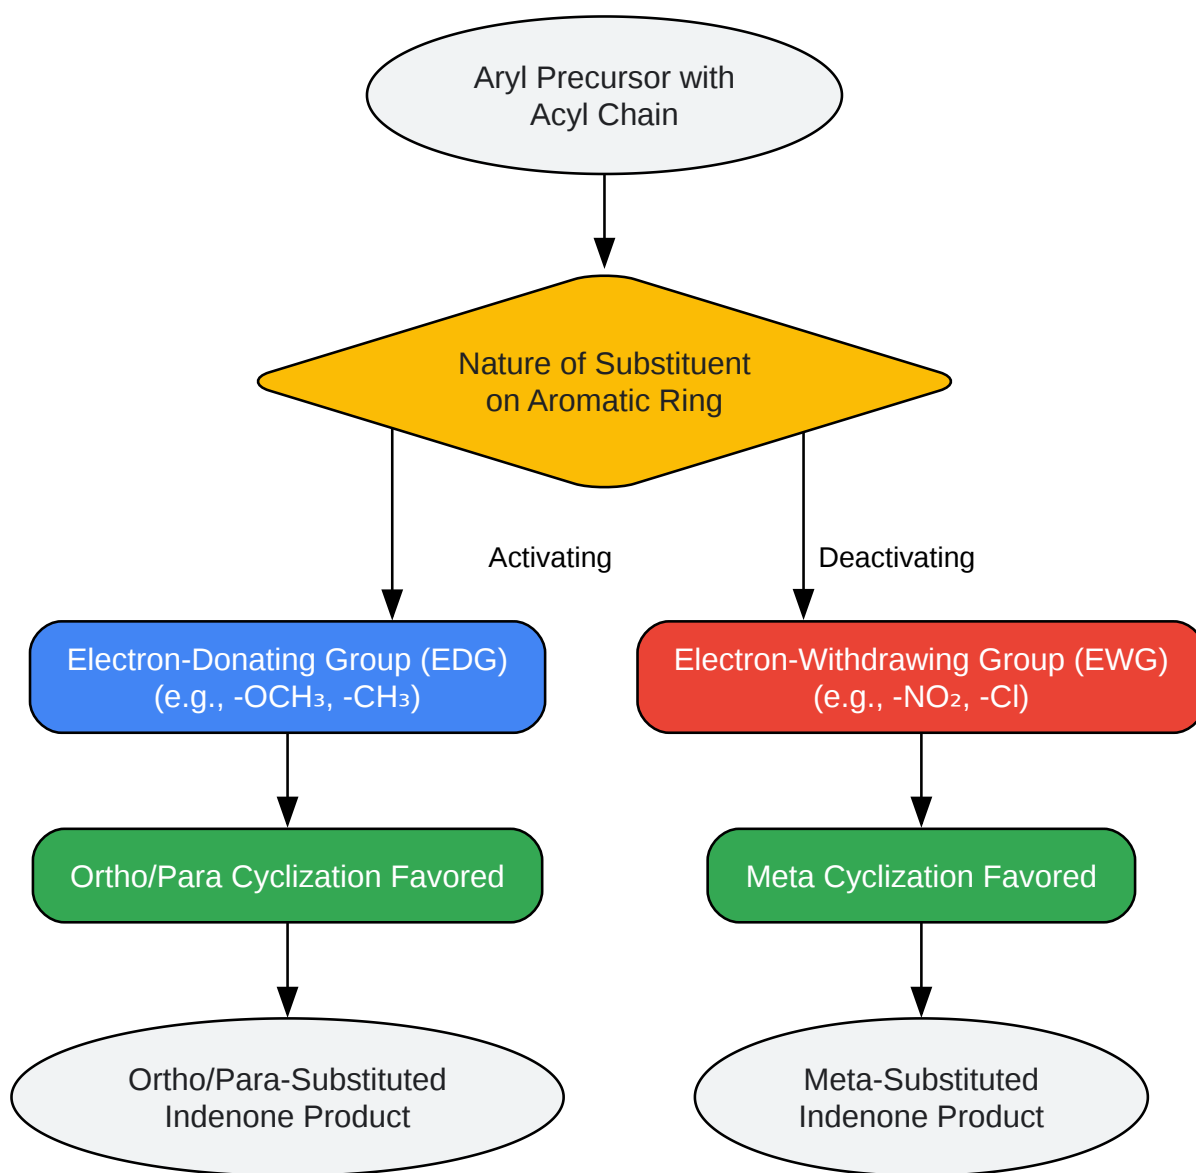 Aryl Precursor with
Acyl Chain
Nature of Substituent
on Aromatic Ring
Activating
Deactivating
Electron-Donating Group (EDG)
(e.g., -OCH₃, -CH₃)
Electron-Withdrawing Group (EWG)
(e.g., -NO₂, -Cl)
Ortho/Para Cyclization Favored
Meta Cyclization Favored
Ortho/Para-Substituted
Indenone Product
Meta-Substituted
Indenone Product